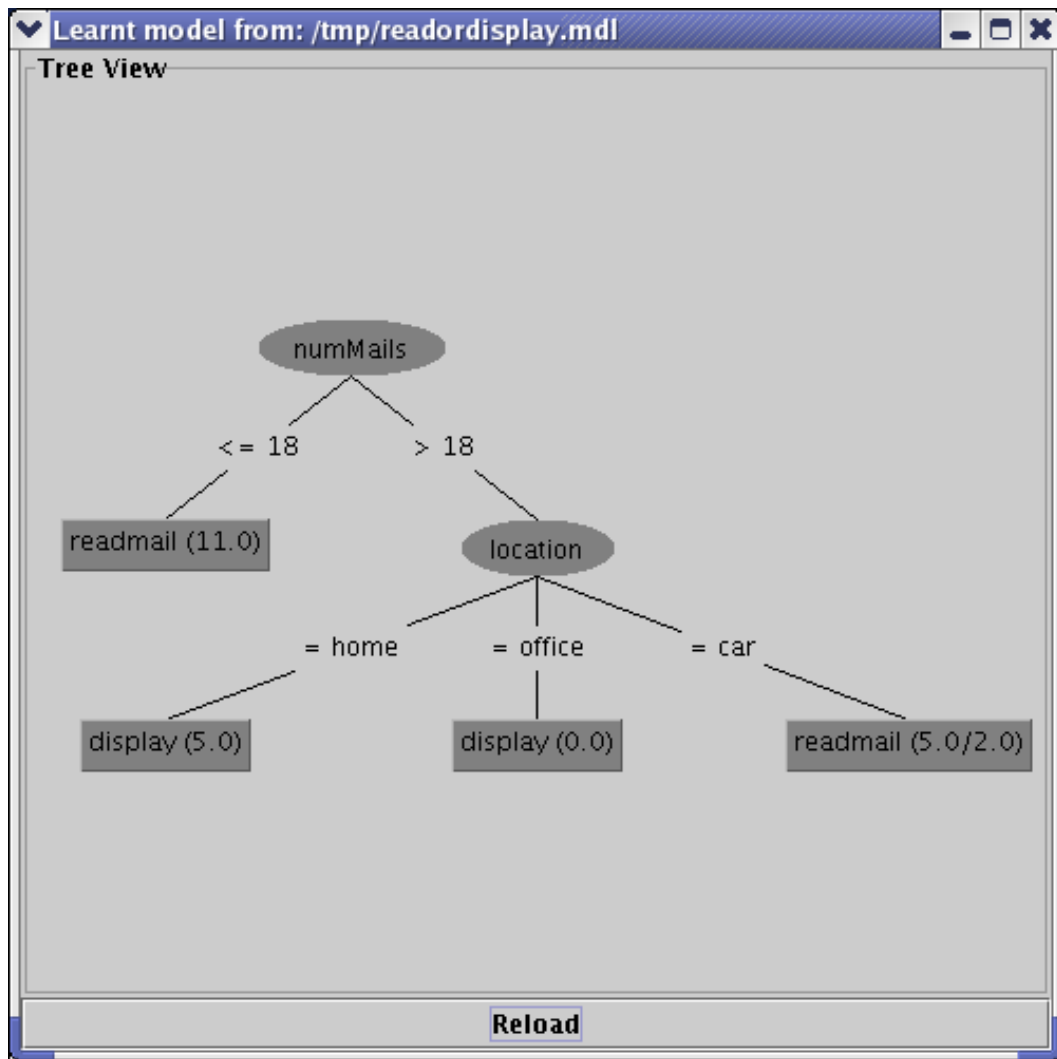 Learnt model from: /tmp/readordisplay.mdl
Tree View
numMails
<= 18 > 18
readmail (11.0) location
= home = office = car
display (5.0) display (0.0) readmail (5.0/2.0)
Reload